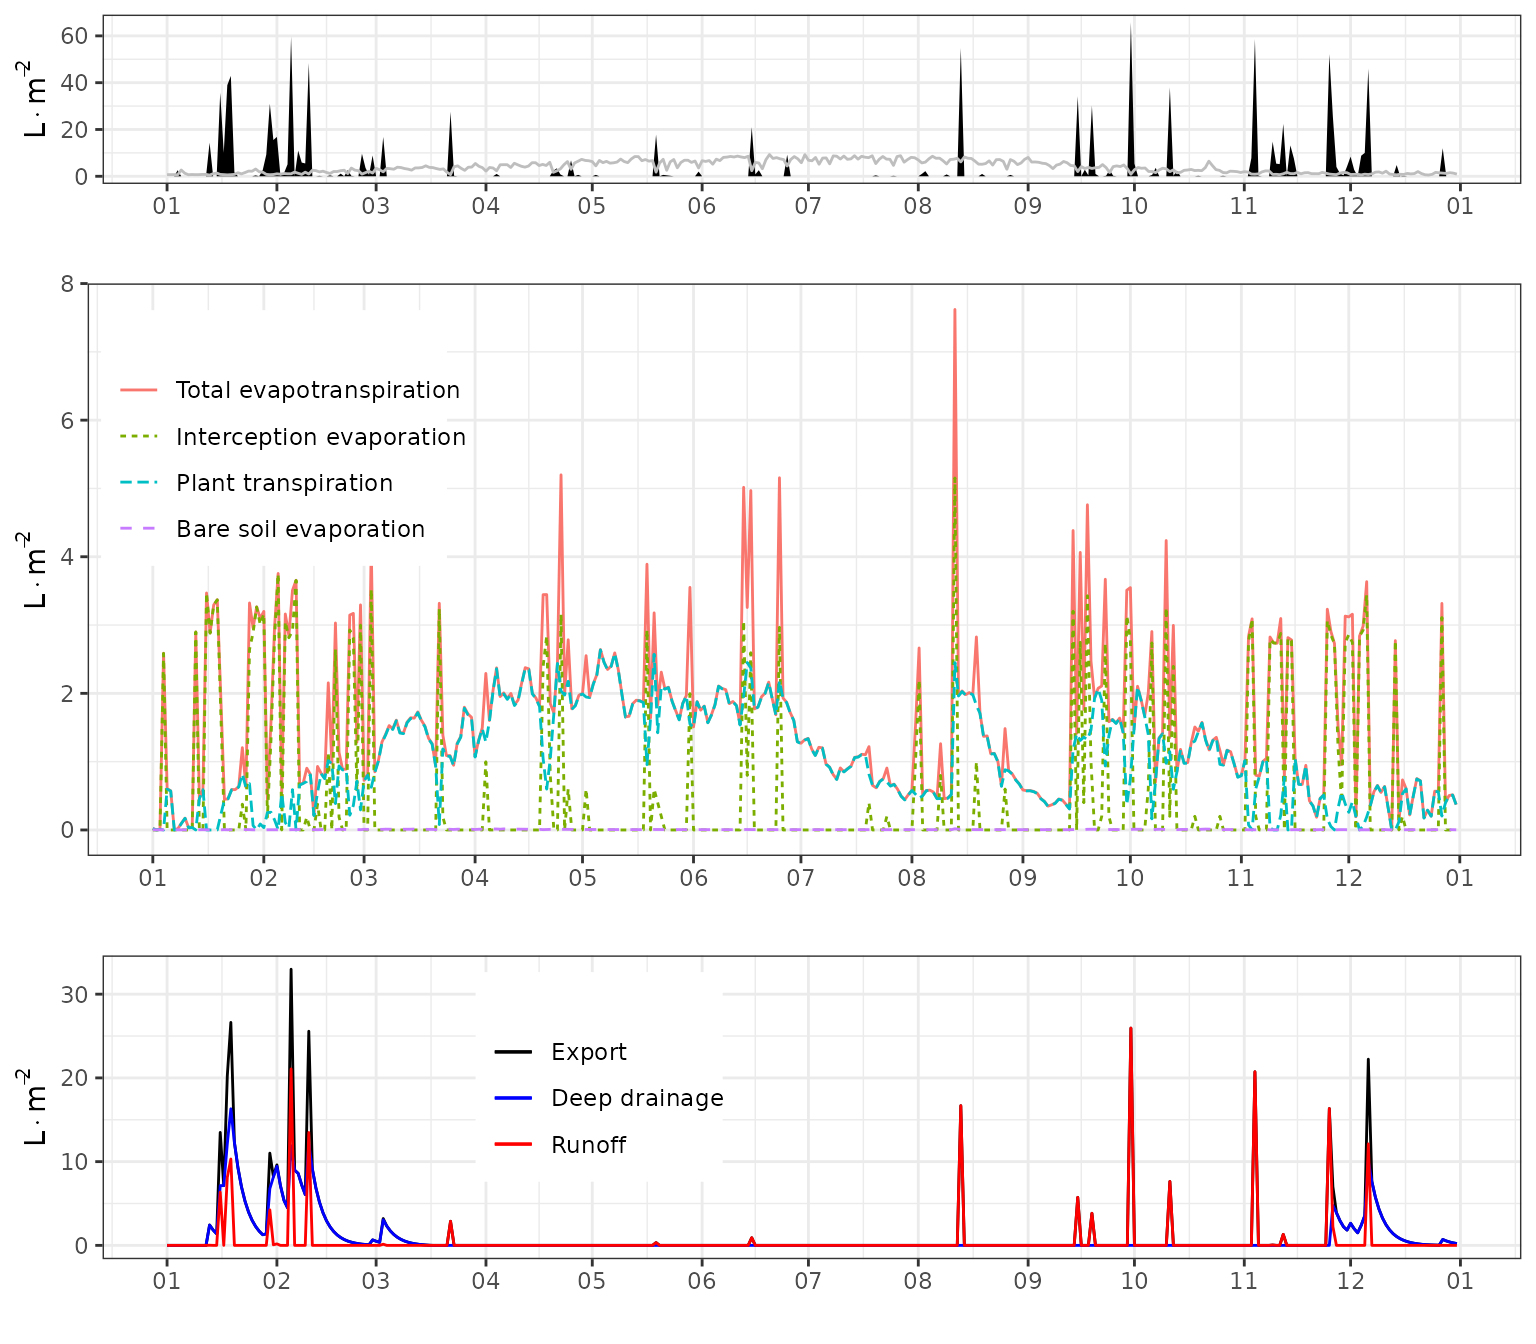 60
40
20
0
L · m⁻²
01 02 03 04 05 06 07 08 09 10 11 12 01
8
6
4
2
0
L · m⁻²
Total evapotranspiration
Interception evaporation
Plant transpiration
Bare soil evaporation
01 02 03 04 05 06 07 08 09 10 11 12 01
30
20
10
0
L · m⁻²
Export
Deep drainage
Runoff
01 02 03 04 05 06 07 08 09 10 11 12 01